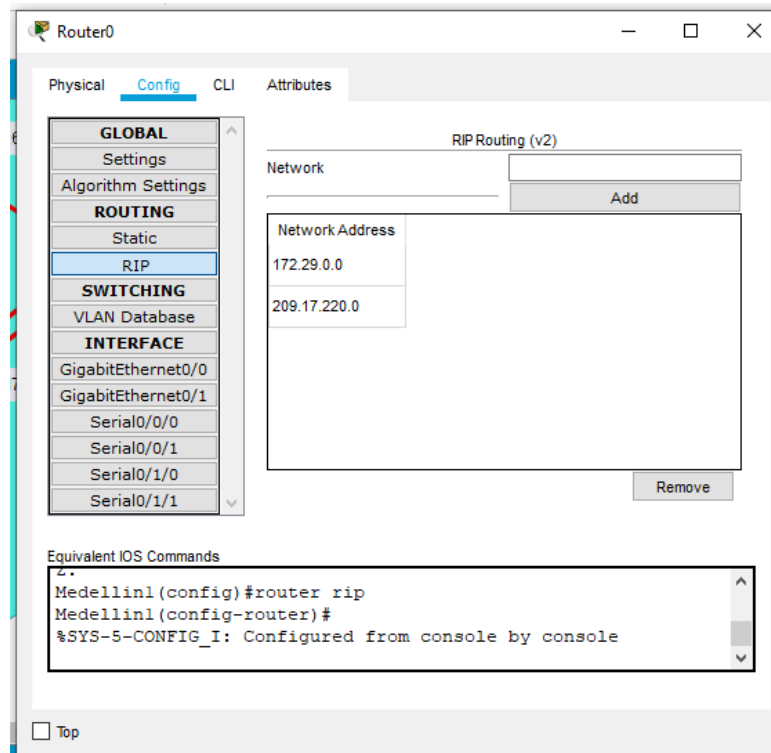 Router0
Physical Config CLI Attributes
GLOBAL
Settings
Algorithm Settings
ROUTING
Static
RIP
SWITCHING
VLAN Database
INTERFACE
GigabitEthernet0/0
GigabitEthernet0/1
Serial0/0/0
Serial0/0/1
Serial0/1/0
Serial0/1/1
RIP Routing (v2)
Network
Add
Network Address
172.29.0.0
209.17.220.0
Remove
Equivalent IOS Commands
Z.
Medellin1(config)#router rip
Medellin1(config-router)#
%SYS-5-CONFIG_I: Configured from console by console
Top